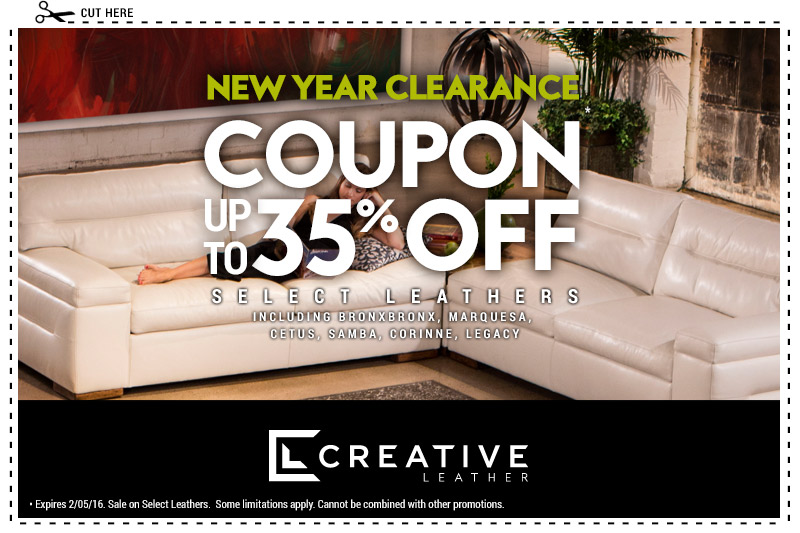 CUT HERE
NEW YEAR CLEARANCE
COUPON*
UP TO 35% OFF
SELECT LEATHERS
INCLUDING BRONXBRONX, MARQUESA,
CETUS, SAMBA, CORINNE, LEGACY
CREATIVE
LEATHER
• Expires 2/05/16. Sale on Select Leathers. Some limitations apply. Cannot be combined with other promotions.